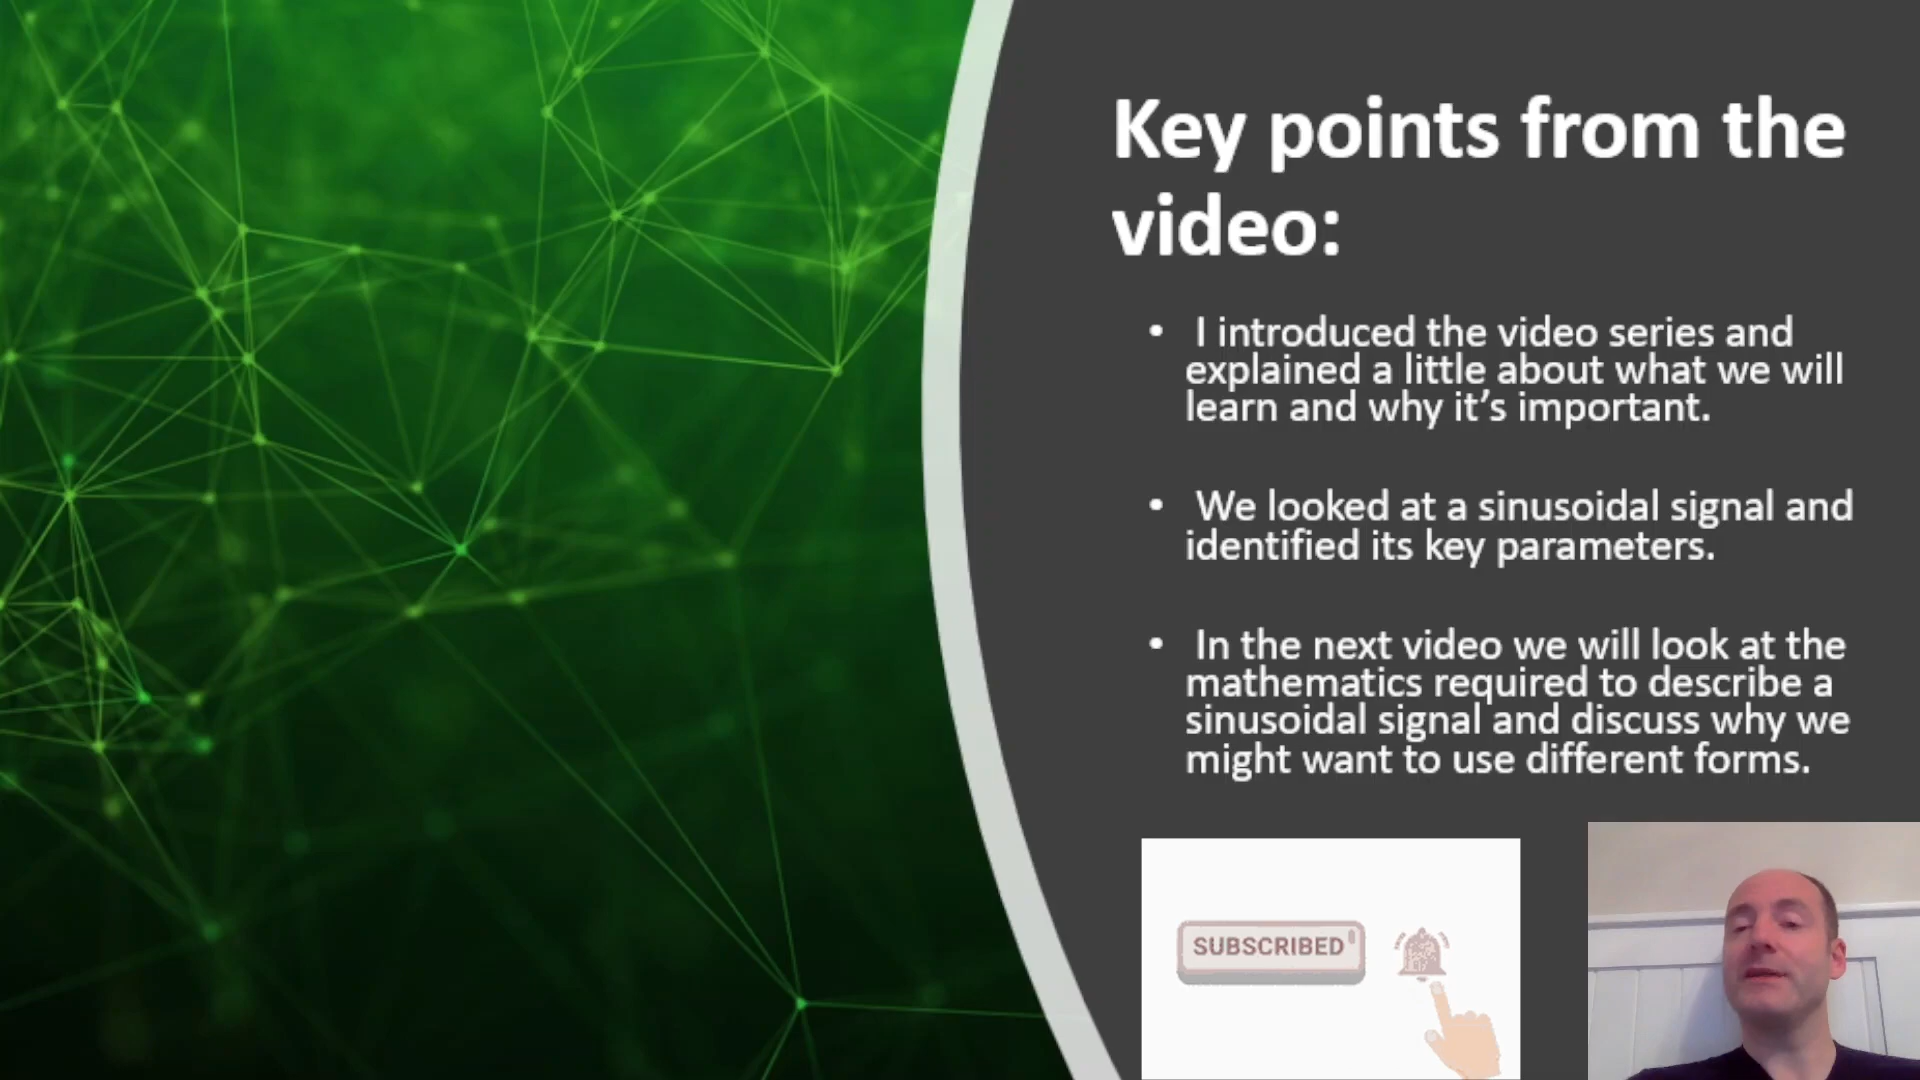 Key points from the
video:
• I introduced the video series and
explained a little about what we will
learn and why it’s important.
• We looked at a sinusoidal signal and
identified its key parameters.
• In the next video we will look at the
mathematics required to describe a
sinusoidal signal and discuss why we
might want to use different forms.
SUBSCRIBED